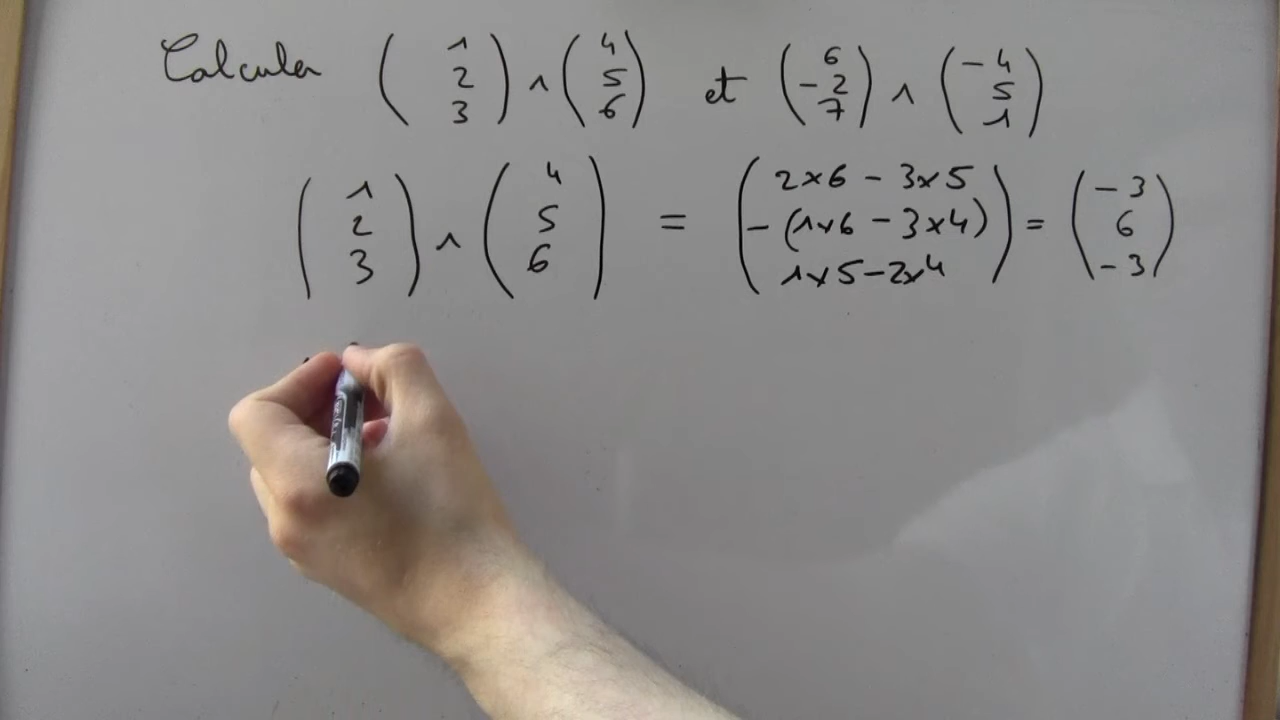 Calculer ( 1 2 3 ) ∧ ( 4 5 6 ) et ( 6 -2 7 ) ∧ ( -4 5 1 )
( 1 2 3 ) ∧ ( 4 5 6 ) = ( 2×6 - 3×5 -(1×6 - 3×4) 1×5-2×4 ) = ( -3 6 -3 )